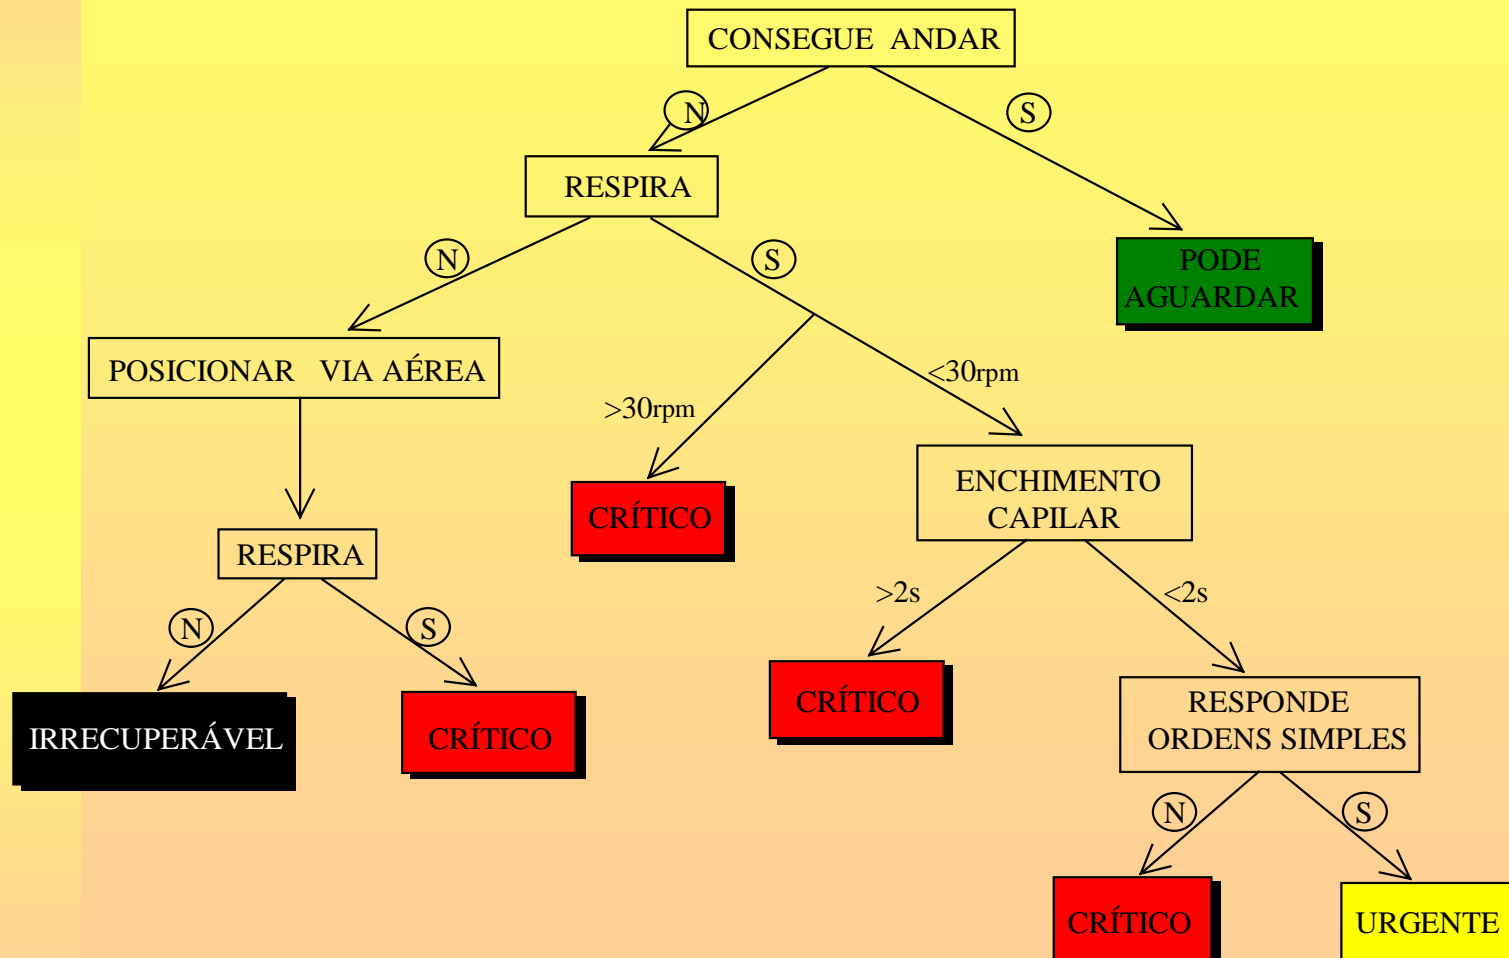 CONSEGUE ANDAR
N
S
RESPIRA
N
S
PODE
AGUARDAR
POSICIONAR VIA AÉREA
<30rpm
>30rpm
ENCHIMENTO
CAPILAR
CRÍTICO
RESPIRA
>2s
<2s
N
S
CRÍTICO
RESPONDE
ORDENS SIMPLES
IRRECUPERÁVEL
CRÍTICO
N
S
CRÍTICO
URGENTE